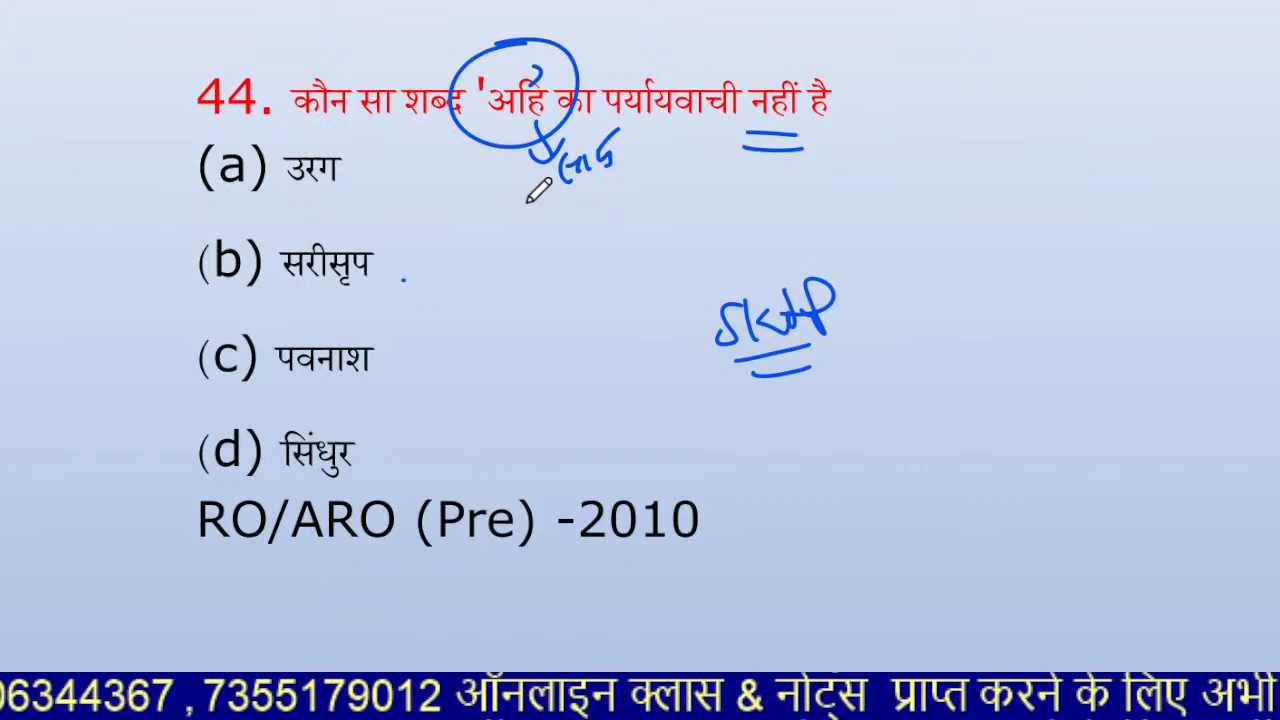 44. कौन सा शब्द 'अहि का पर्यायवाची नहीं है
(a) उरग
(b) सरीसृप
(c) पवनाश
(d) सिंधुर
RO/ARO (Pre) -2010
06344367 , 7355179012 ऑनलाइन क्लास & नोट्स प्राप्त करने के लिए अभी